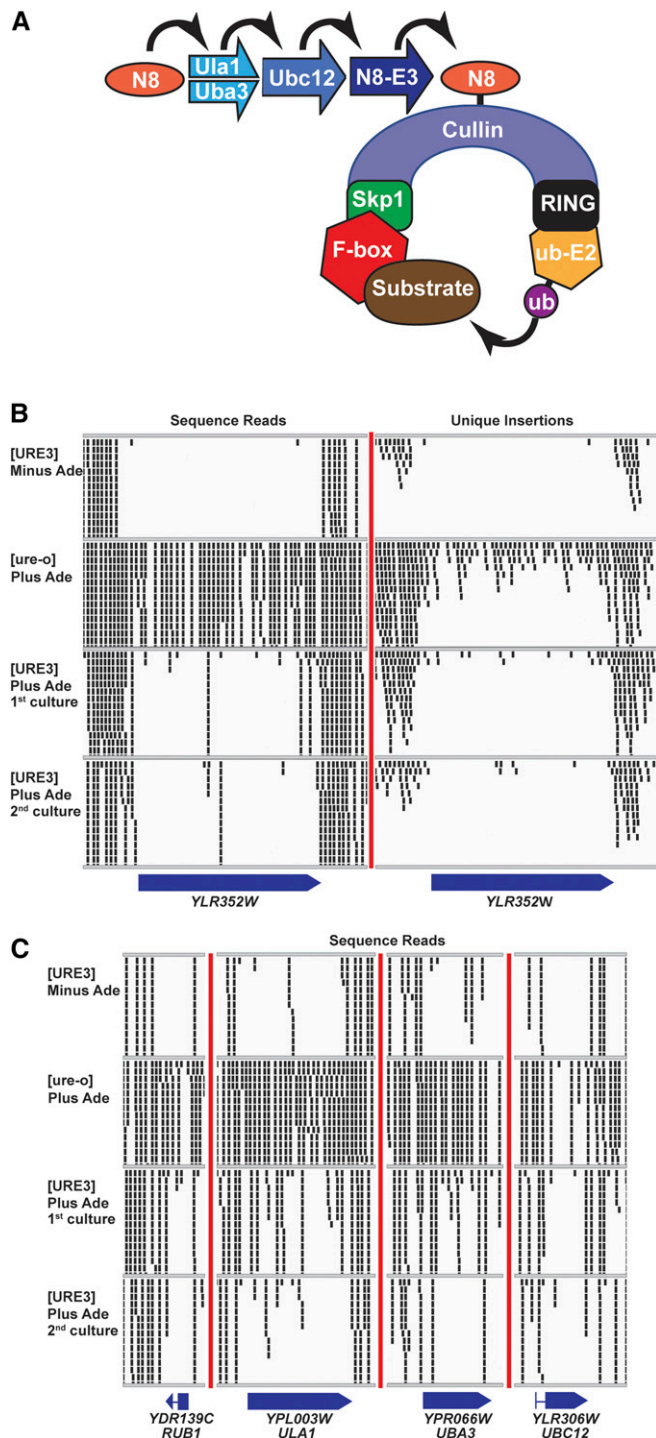 A
N8
Ula1
Uba3
Ubc12
N8-E3
N8
Cullin
Skp1
RING
F-box
ub-E2
Substrate
ub
B
Sequence Reads
Unique Insertions
[URE3]
Minus Ade
[ure-o]
Plus Ade
[URE3]
Plus Ade
1st culture
[URE3]
Plus Ade
2nd culture
YLR352W
YLR352W
C
Sequence Reads
[URE3]
Minus Ade
[ure-o]
Plus Ade
[URE3]
Plus Ade
1st culture
[URE3]
Plus Ade
2nd culture
YDR139C
RUB1
YPL003W
ULA1
YPR066W
UBA3
YLR306W
UBC12